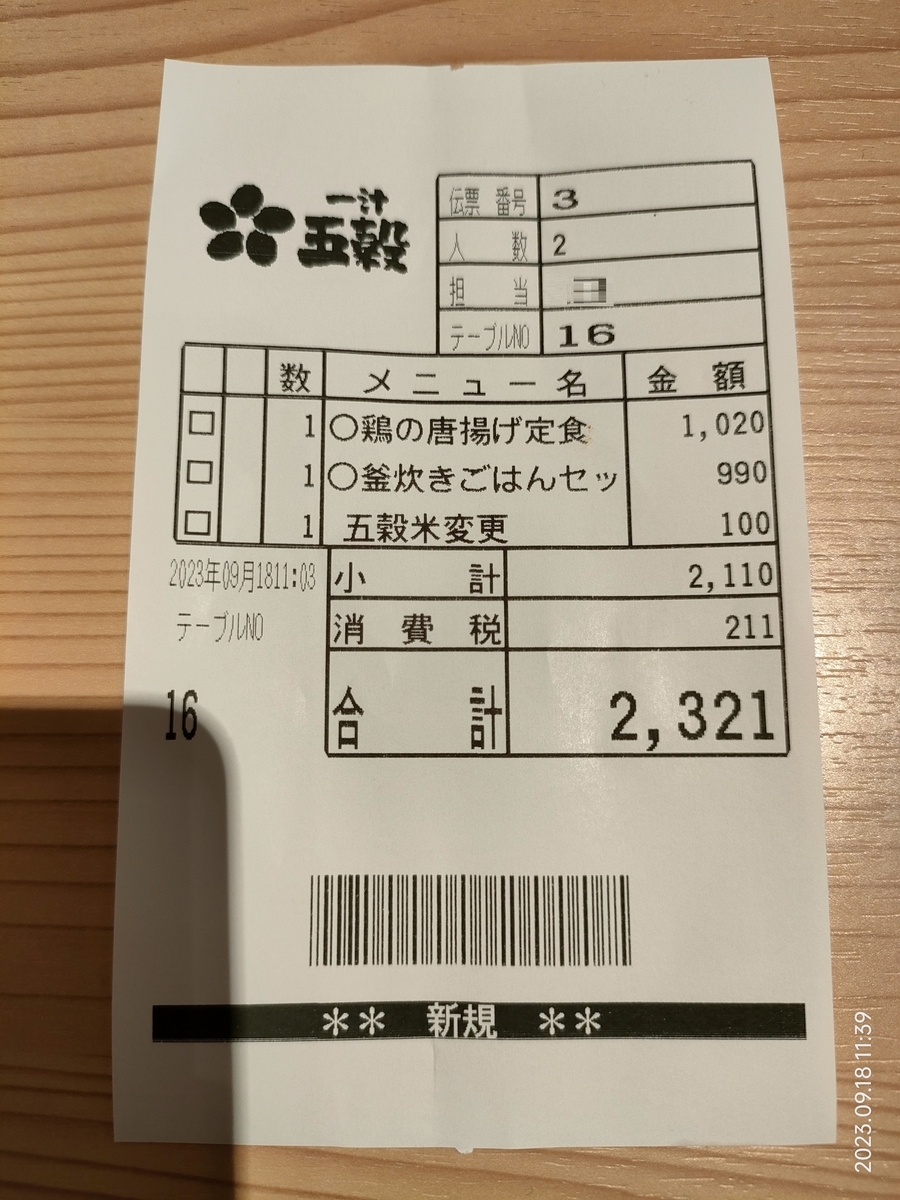 一汁
五穀
伝票番号 3
人数 2
担当
テーブルNO 16
数 メニュー名 金額
1 ○鶏の唐揚げ定食 1,020
1 ○釜炊きごはんセッ 990
1 五穀米変更 100
2023年09月1811:03
小計 2,110
テーブルNO
消費税 211
16
合計 2,321
** 新規 **
2023.09.18 11:39